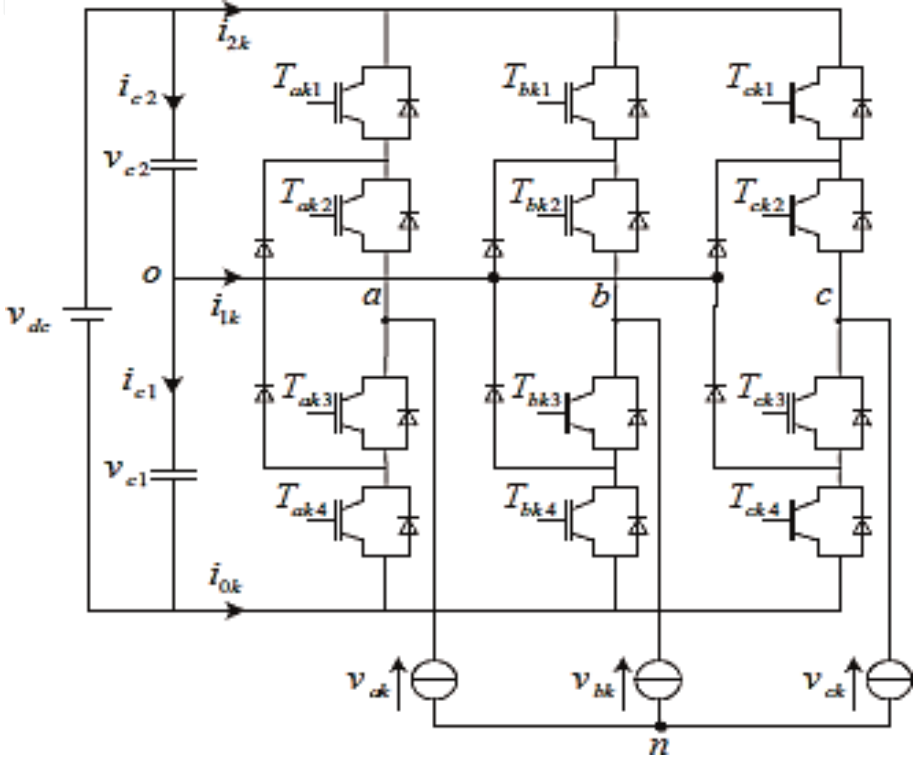 i2k
ic2
Tak1
Tbk1
Tck1
vc2
Tak2
Tbk2
Tck2
o
a
b
c
i1k
vdc
ic1
Tak3
Tbk3
Tck3
vc1
Tak4
Tbk4
Tck4
i0k
vak
vbk
vck
n